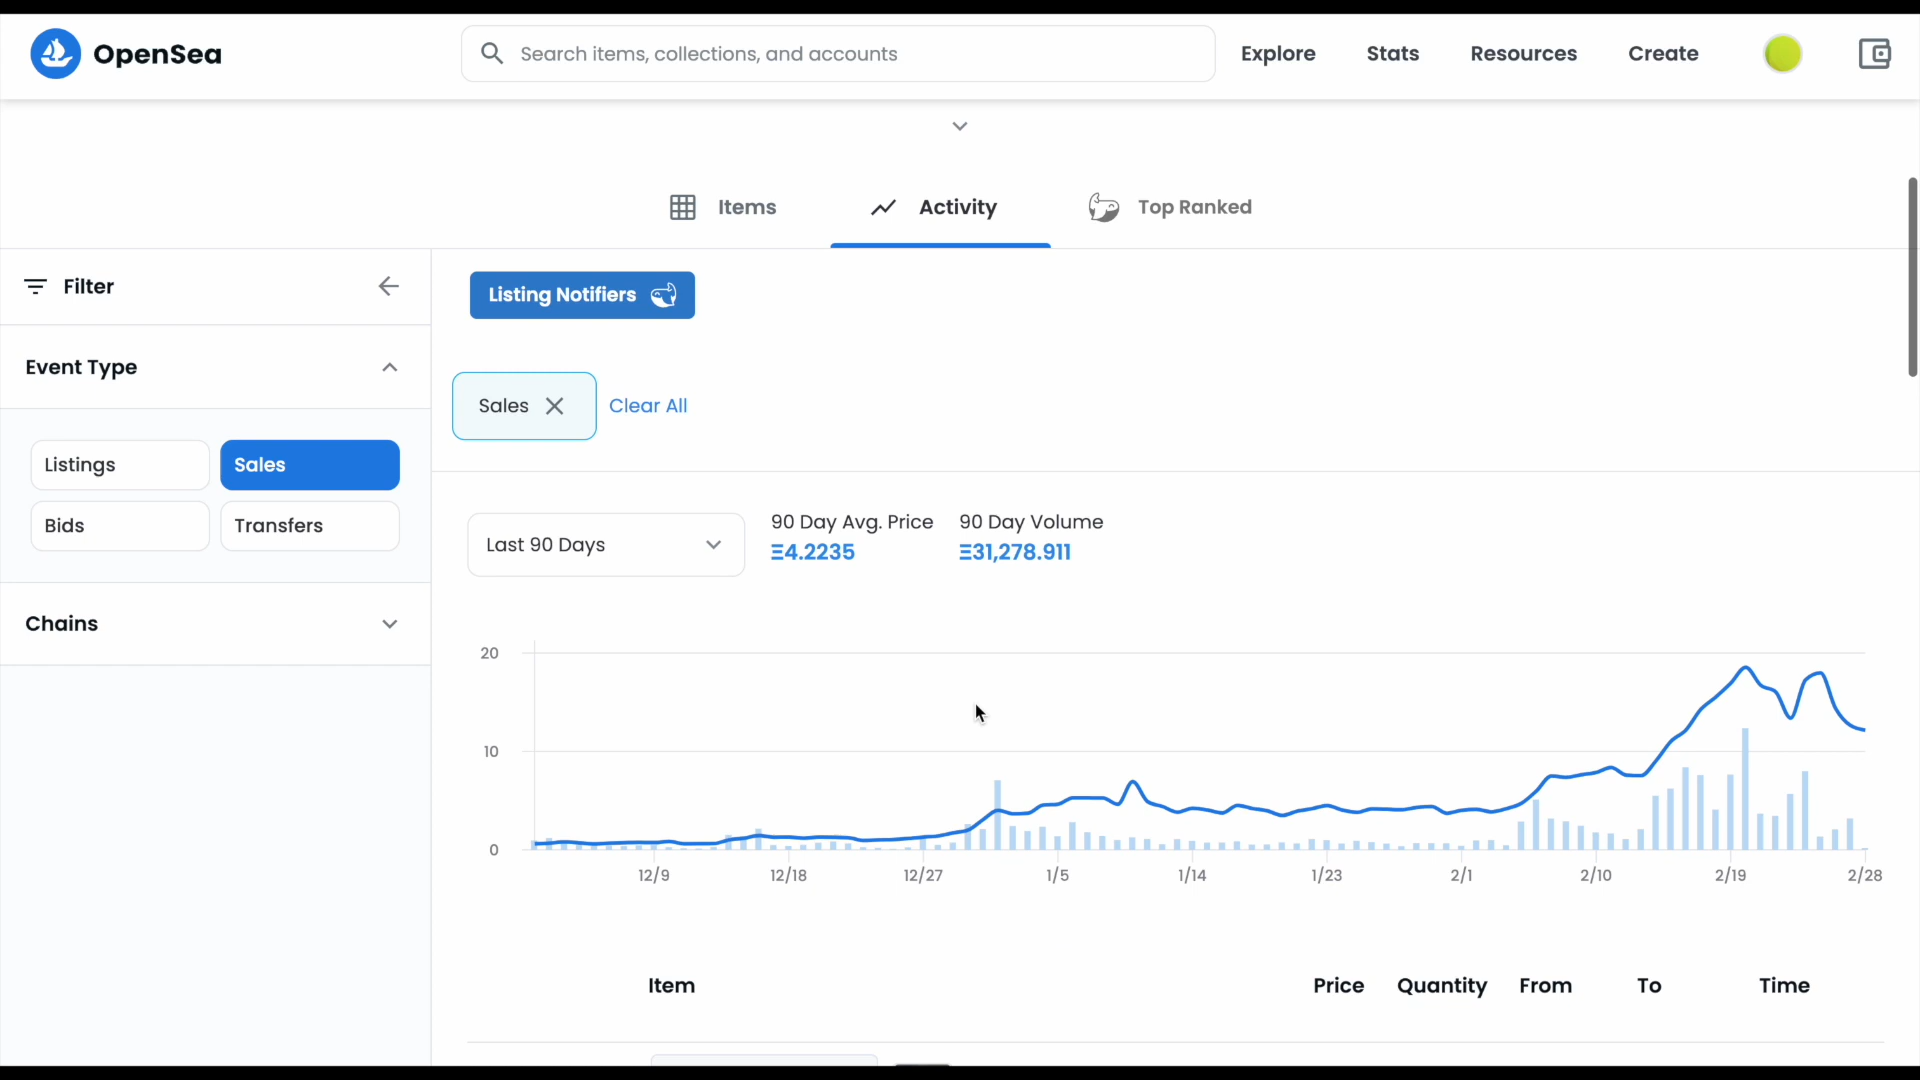 OpenSea
Search items, collections, and accounts
Explore
Stats
Resources
Create
Items
Activity
Top Ranked
Filter
Listing Notifiers
Event Type
Sales
Clear All
Listings
Sales
Bids
Transfers
Last 90 Days
90 Day Avg. Price
Ξ4.2235
90 Day Volume
Ξ31,278.911
Chains
20
10
0
12/9
12/18
12/27
1/5
1/14
1/23
2/1
2/10
2/19
2/28
Item
Price
Quantity
From
To
Time